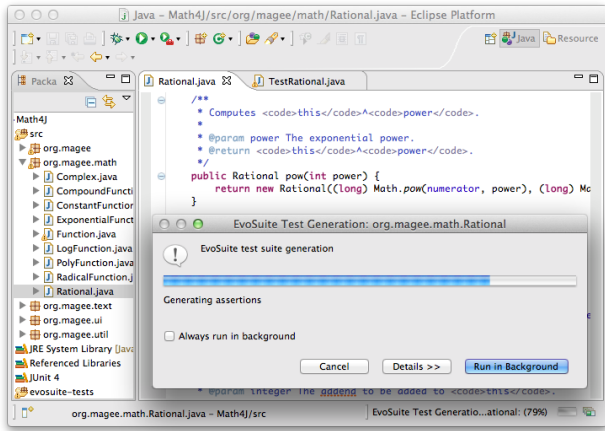 Java – Math4J/src/org/magee/math/Rational.java – Eclipse Platform
Java
Resource
Packa
Rational.java
TestRational.java
Math4J
src
org.magee
org.magee.math
Complex.java
CompoundFuncti
ConstantFunction
ExponentialFunct
Function.java
LogFunction.java
PolyFunction.java
RadicalFunction.j
Rational.java
org.magee.text
org.magee.ui
org.magee.util
JRE System Library [Java
Referenced Libraries
JUnit 4
evosuite-tests
/**
* Computes <code>this</code>^<code>power</code>.
*
* @param power The exponential power.
* @return <code>this</code>^<code>power</code>.
*/
public Rational pow(int power) {
return new Rational((long) Math.pow(numerator, power), (long) Ma
}
EvoSuite Test Generation: org.magee.math.Rational
EvoSuite test suite generation
Generating assertions
Always run in background
Cancel
Details >>
Run in Background
* @param integer The addend to be added to <code>this</code>.
org.magee.math.Rational.java – Math4J/src
EvoSuite Test Generatio...ational: (79%)